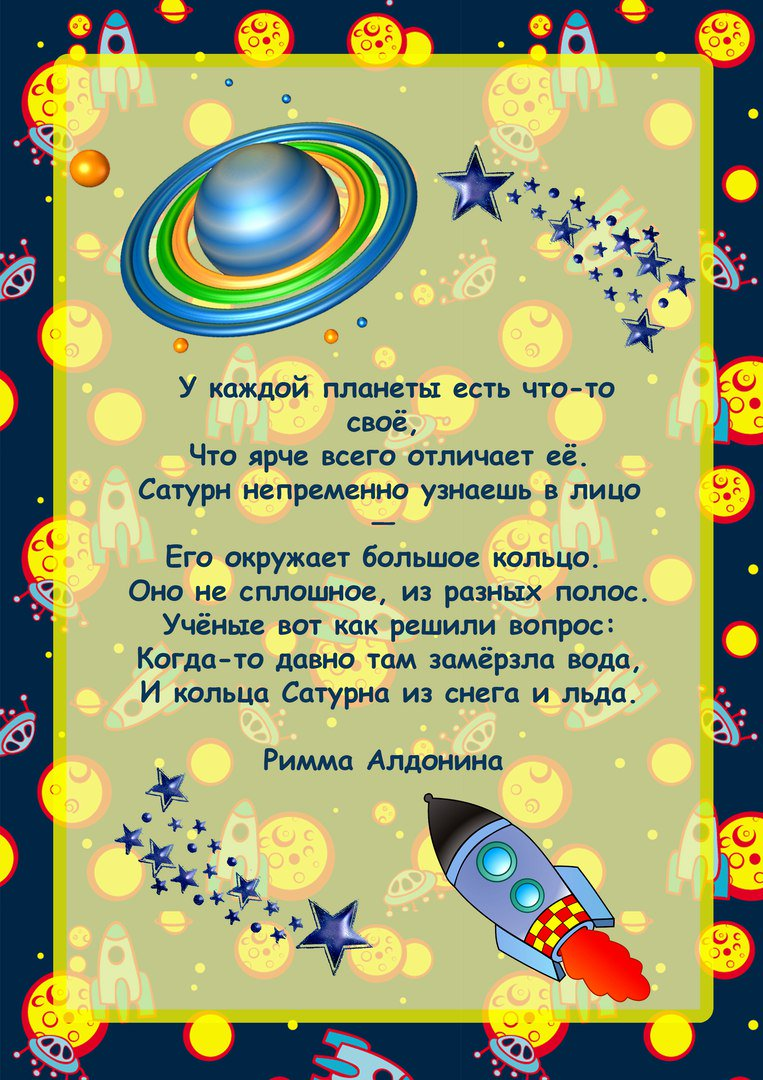 У каждой планеты есть что-то
своё,
Что ярче всего отличает её.
Сатурн непременно узнаешь в лицо
—
Его окружает большое кольцо.
Оно не сплошное, из разных полос.
Учёные вот как решили вопрос:
Когда-то давно там замёрзла вода,
И кольца Сатурна из снега и льда.
Римма Алдонина